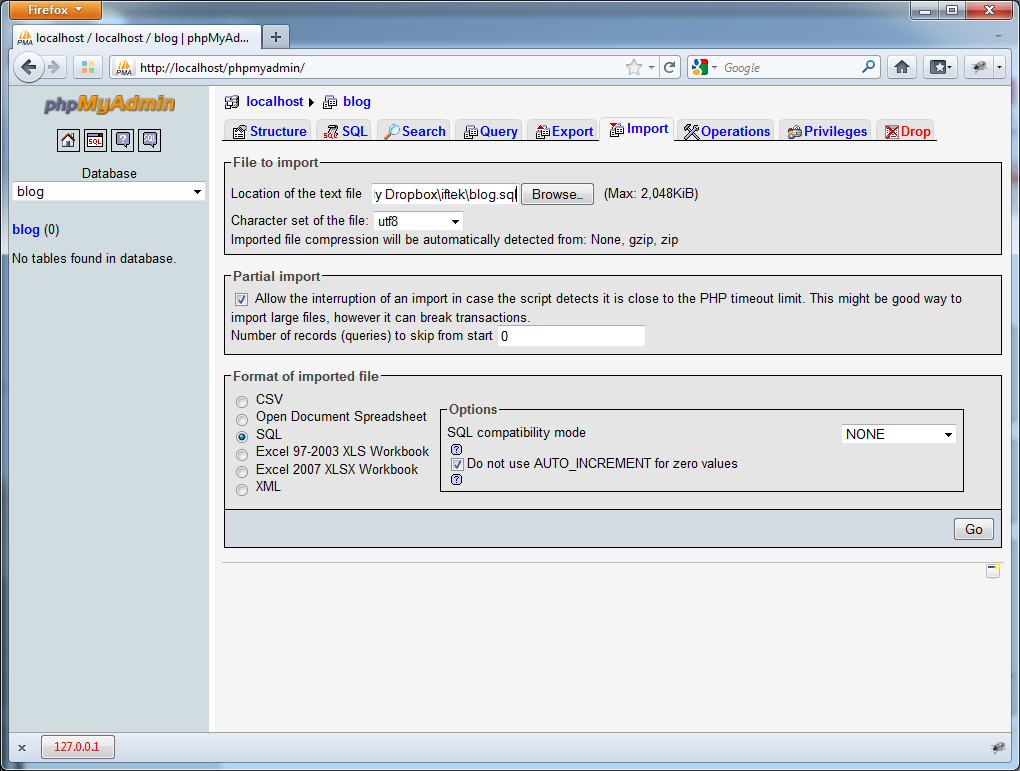 Firefox
localhost / localhost / blog | phpMyAd...
http://localhost/phpmyadmin/
Google
phpMyAdmin
localhost blog
Structure SQL Search Query Export Import Operations Privileges Drop
Database
blog
blog (0)
No tables found in database.
File to import
Location of the text file y Dropbox\iftek\blog.sql Browse... (Max: 2,048KiB)
Character set of the file: utf8
Imported file compression will be automatically detected from: None, gzip, zip
Partial import
Allow the interruption of an import in case the script detects it is close to the PHP timeout limit. This might be good way to
import large files, however it can break transactions.
Number of records (queries) to skip from start 0
Format of imported file
CSV
Open Document Spreadsheet
SQL
Excel 97-2003 XLS Workbook
Excel 2007 XLSX Workbook
XML
Options
SQL compatibility mode NONE
Do not use AUTO_INCREMENT for zero values
Go
x 127.0.0.1